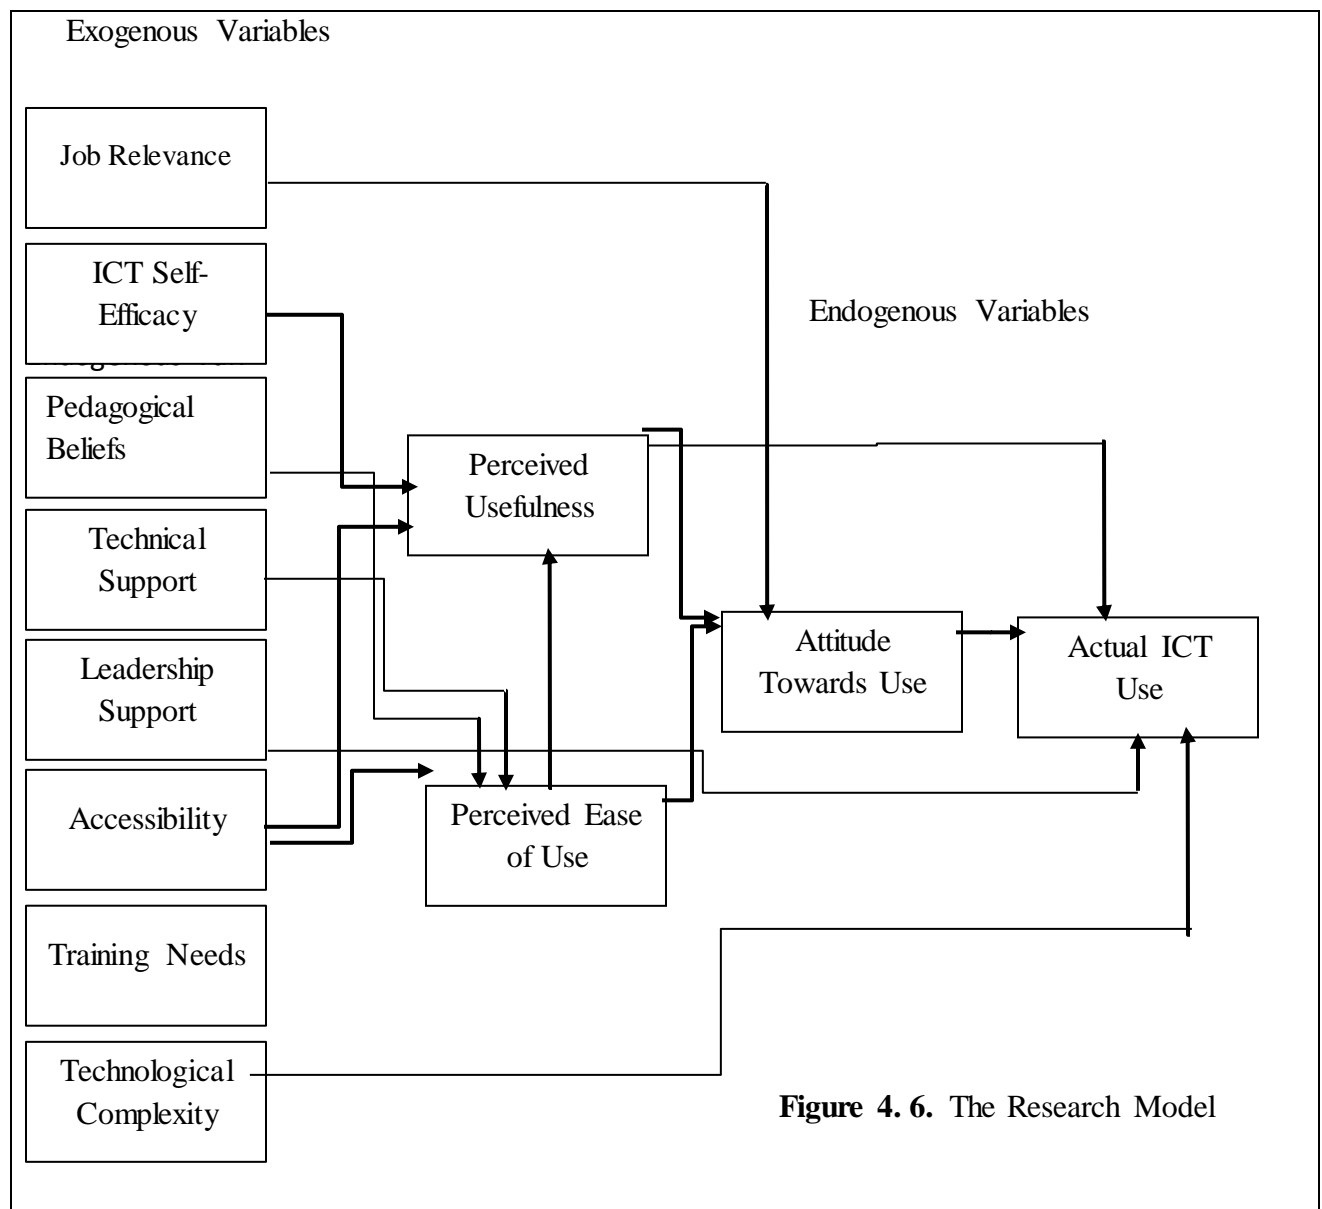 Exogenous Variables
Job Relevance
ICT Self-
Efficacy
Pedagogical
Beliefs
Technical
Support
Leadership
Support
Accessibility
Training Needs
Technological
Complexity
Perceived
Usefulness
Perceived Ease
of Use
Endogenous Variables
Attitude
Towards Use
Actual ICT
Use
Figure 4. 6. The Research Model